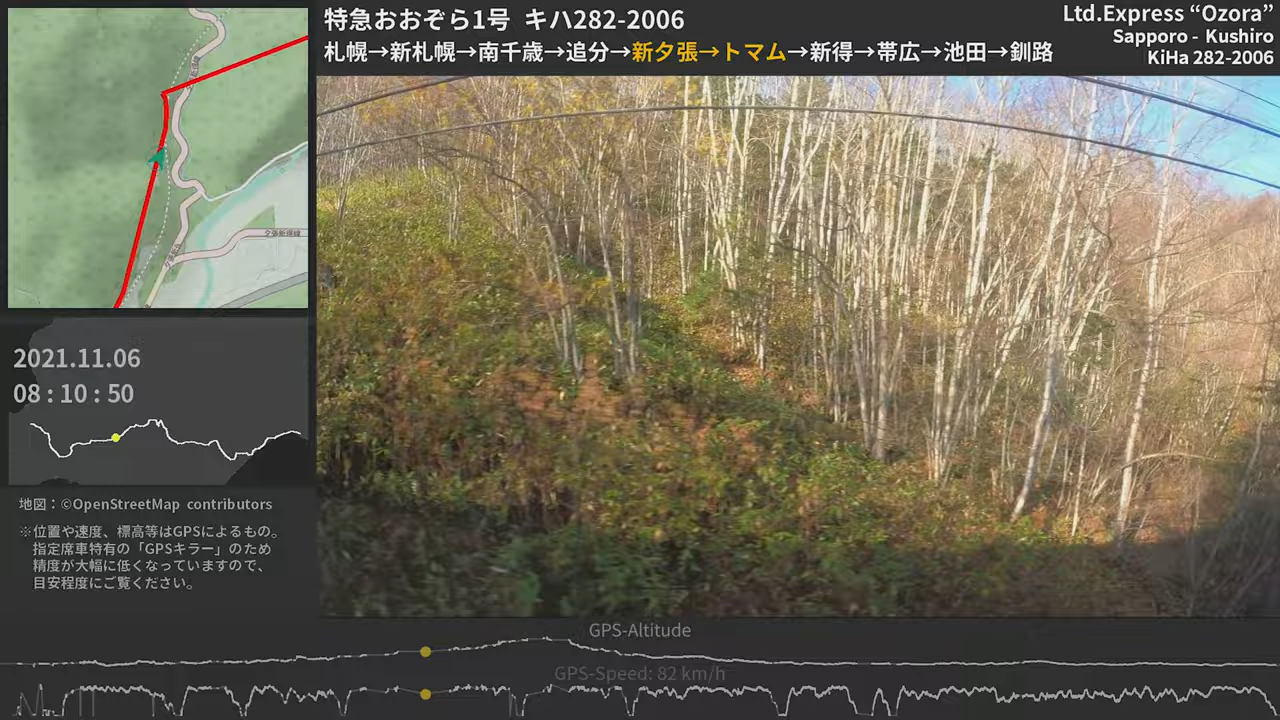 特急おおぞら1号 キハ282-2006
札幌→新札幌→南千歳→追分→新夕張→トマム→新得→帯広→池田→釧路
Ltd.Express “Ozora”
Sapporo - Kushiro
KiHa 282-2006
夕張新得線
2021.11.06
08:10:50
地図：©OpenStreetMap contributors
※位置や速度、標高等はGPSによるもの。
指定席車特有の「GPSキラー」のため
精度が大幅に低くなっていますので、
目安程度にご覧ください。
GPS-Altitude
GPS-Speed: 82 km/h